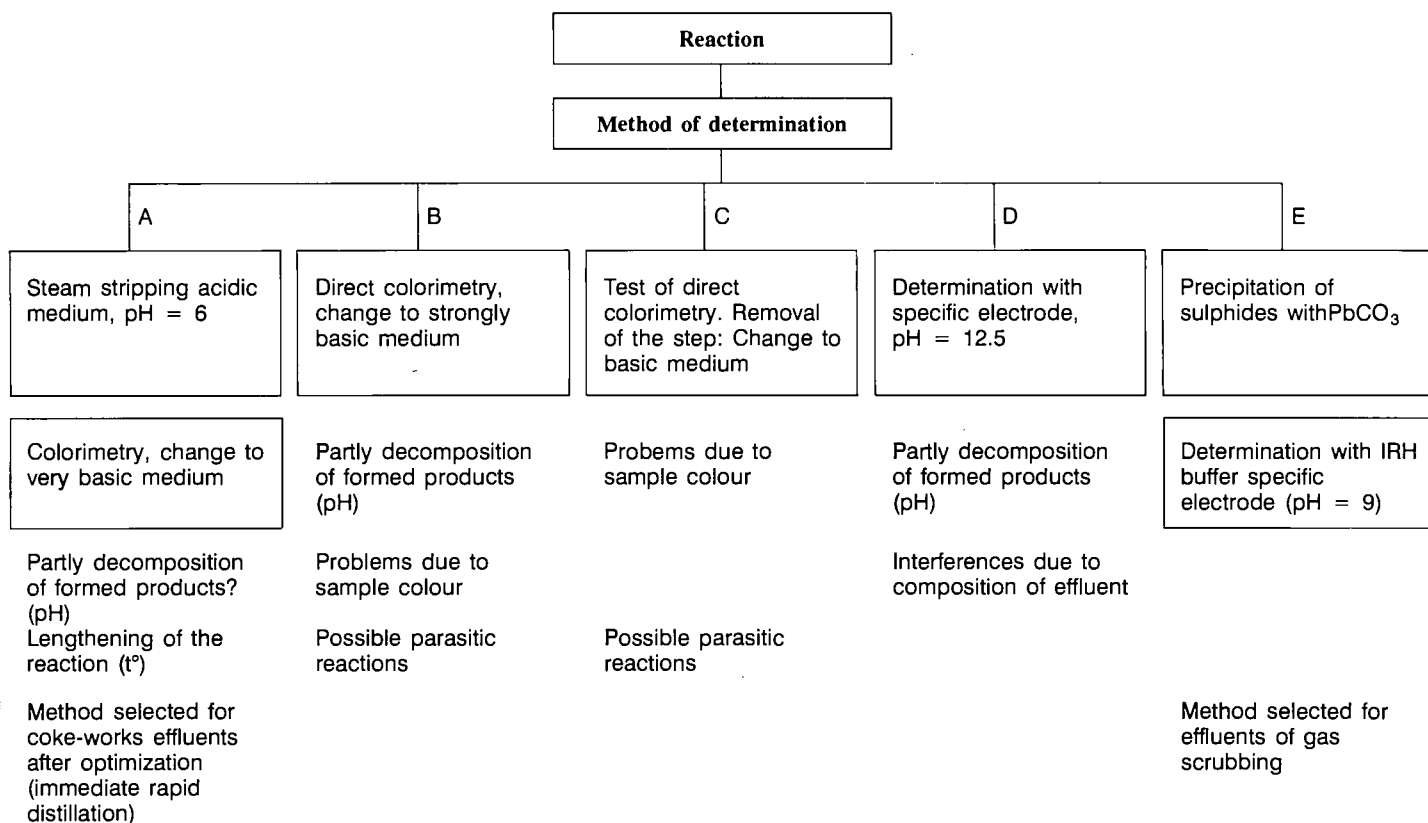 Reaction
Method of determination
A
Steam stripping acidic
medium, pH = 6
Colorimetry, change to
very basic medium
Partly decomposition
of formed products?
(pH)
Lengthening of the
reaction (t°)
Method selected for
coke-works effluents
after optimization
(immediate rapid
distillation)
B
Direct colorimetry,
change to strongly
basic medium
Partly decomposition
of formed products
(pH)
Problems due to
sample colour
Possible parasitic
reactions
C
Test of direct
colorimetry. Removal
of the step: Change to
basic medium
Probems due to
sample colour
Possible parasitic
reactions
D
Determination with
specific electrode,
pH = 12.5
Partly decomposition
of formed products
(pH)
Interferences due to
composition of effluent
E
Precipitation of
sulphides withPbCO₃
Determination with IRH
buffer specific
electrode (pH = 9)
Method selected for
effluents of gas
scrubbing